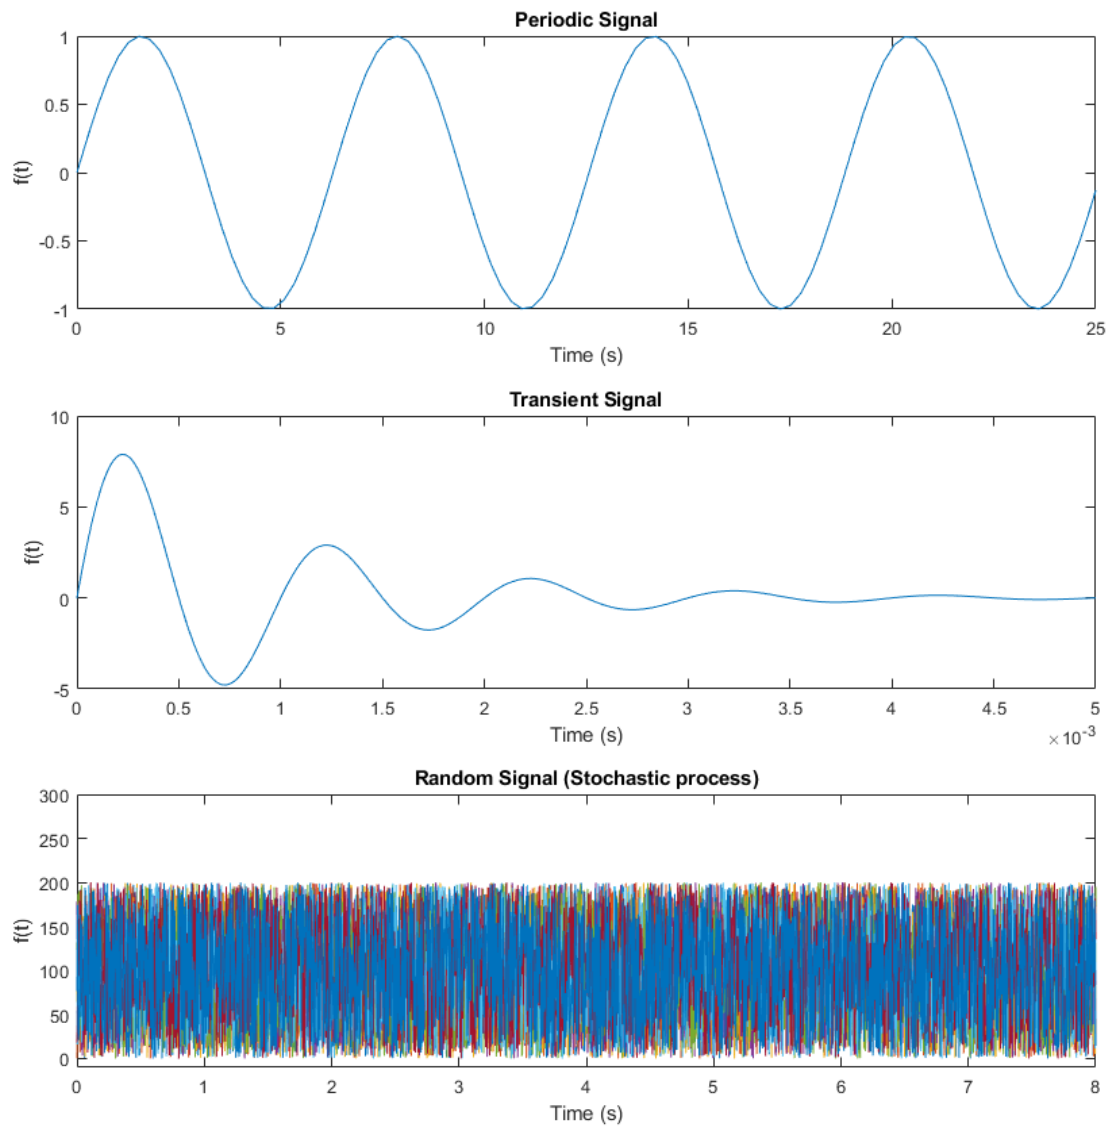 Periodic Signal
1
0.5
0
-0.5
-1
f(t)
0 5 10 15 20 25
Time (s)
Transient Signal
10
5
0
-5
f(t)
0 0.5 1 1.5 2 2.5 3 3.5 4 4.5 5
Time (s)
×10-3
Random Signal (Stochastic process)
300
250
200
150
100
50
0
f(t)
0 1 2 3 4 5 6 7 8
Time (s)